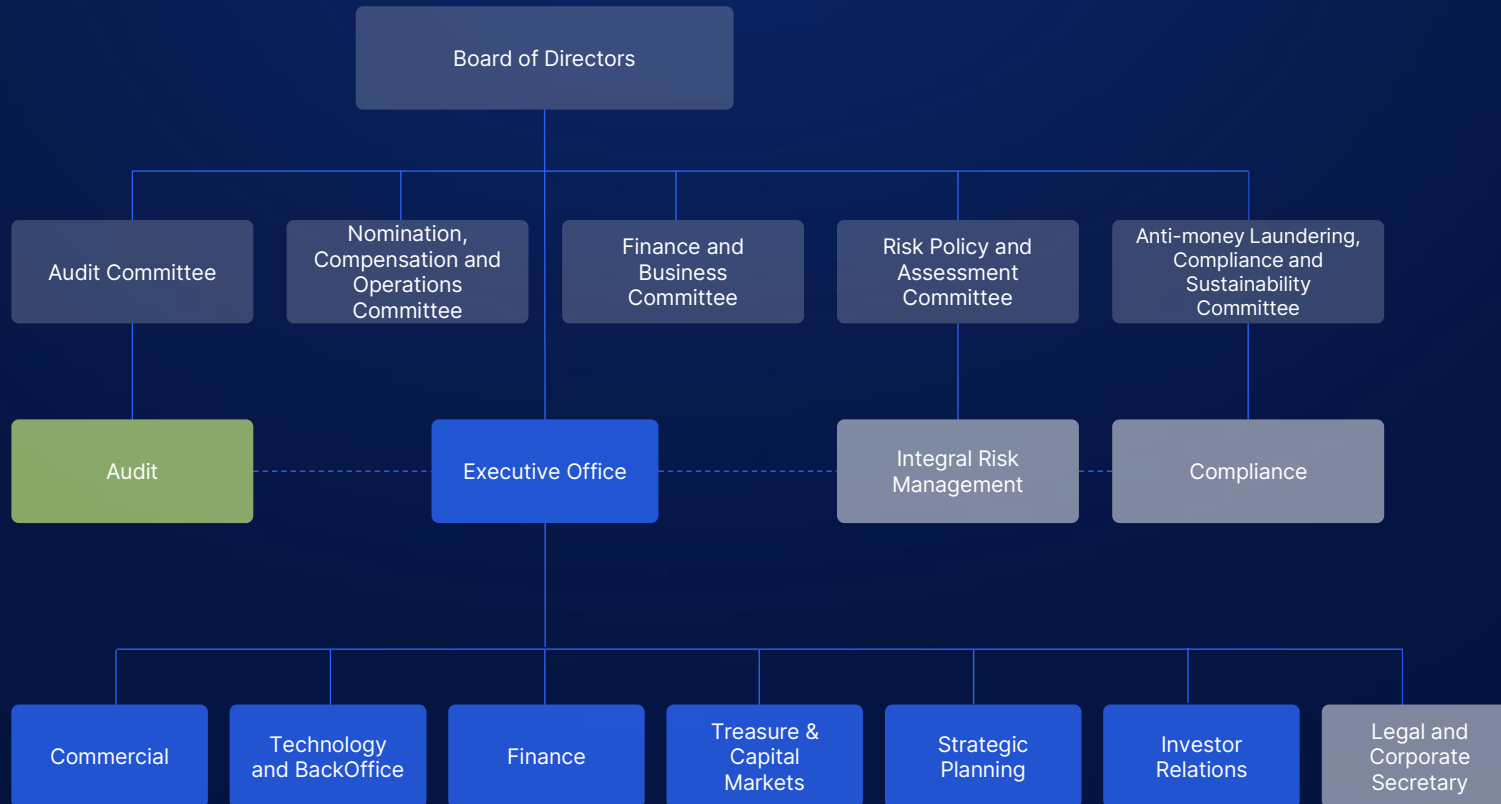 Board of Directors
Audit Committee
Nomination,
Compensation and
Operations
Committee
Finance and
Business
Committee
Risk Policy and
Assessment
Committee
Anti-money Laundering,
Compliance and
Sustainability
Committee
Audit
Executive Office
Integral Risk
Management
Compliance
Commercial
Technology
and BackOffice
Finance
Treasure &
Capital
Markets
Strategic
Planning
Investor
Relations
Legal and
Corporate
Secretary